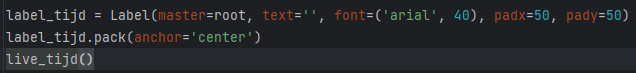 label_tijd = Label(master=root, text='', font=('arial', 40), padx=50, pady=50)
label_tijd.pack(anchor='center')
live_tijd()